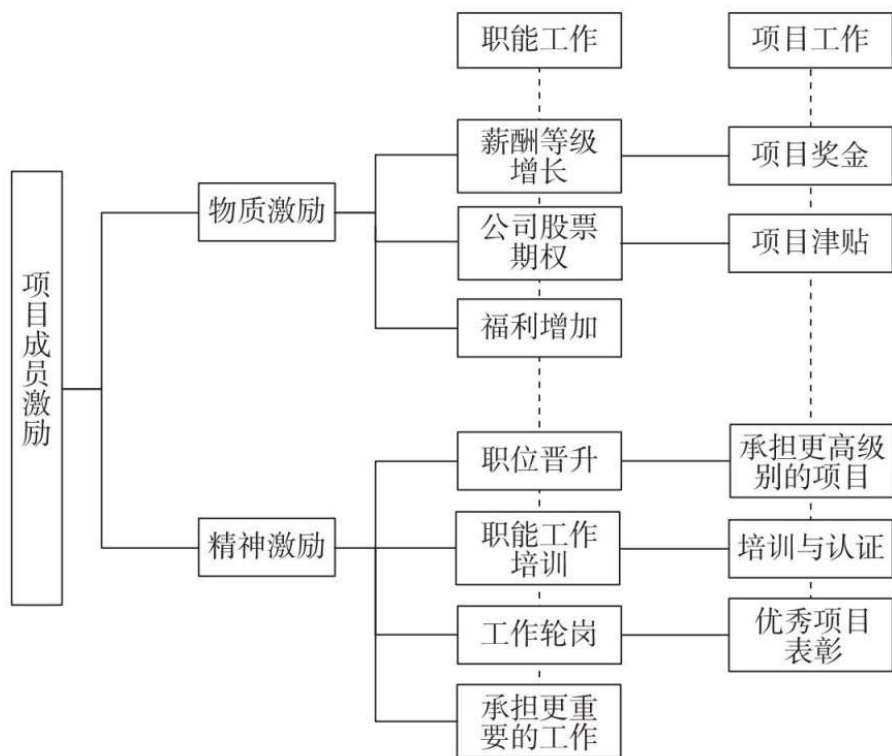 职能工作
项目工作
薪酬等级
增长
项目奖金
物质激励
公司股票
期权
项目津贴
福利增加
项目成员激励
职位晋升
承担更高级
别的项目
精神激励
职能工作
培训
培训与认证
工作轮岗
优秀项目
表彰
承担更重
要的工作